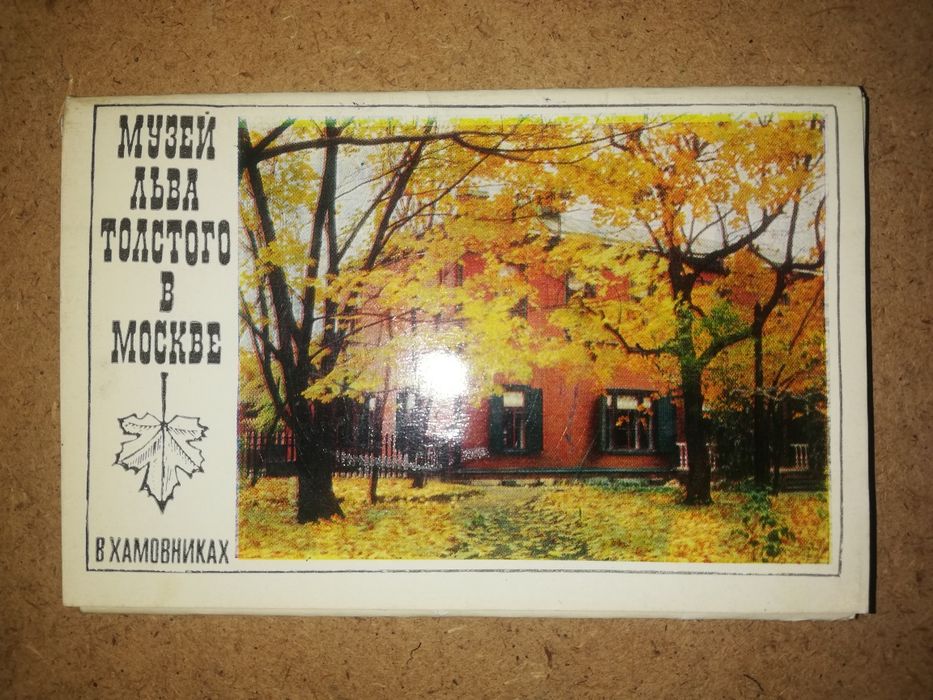 МУЗЕЙ
ЛЬВА
ТОЛСТОГО
В
МОСКВЕ
В ХАМОВНИКАХ